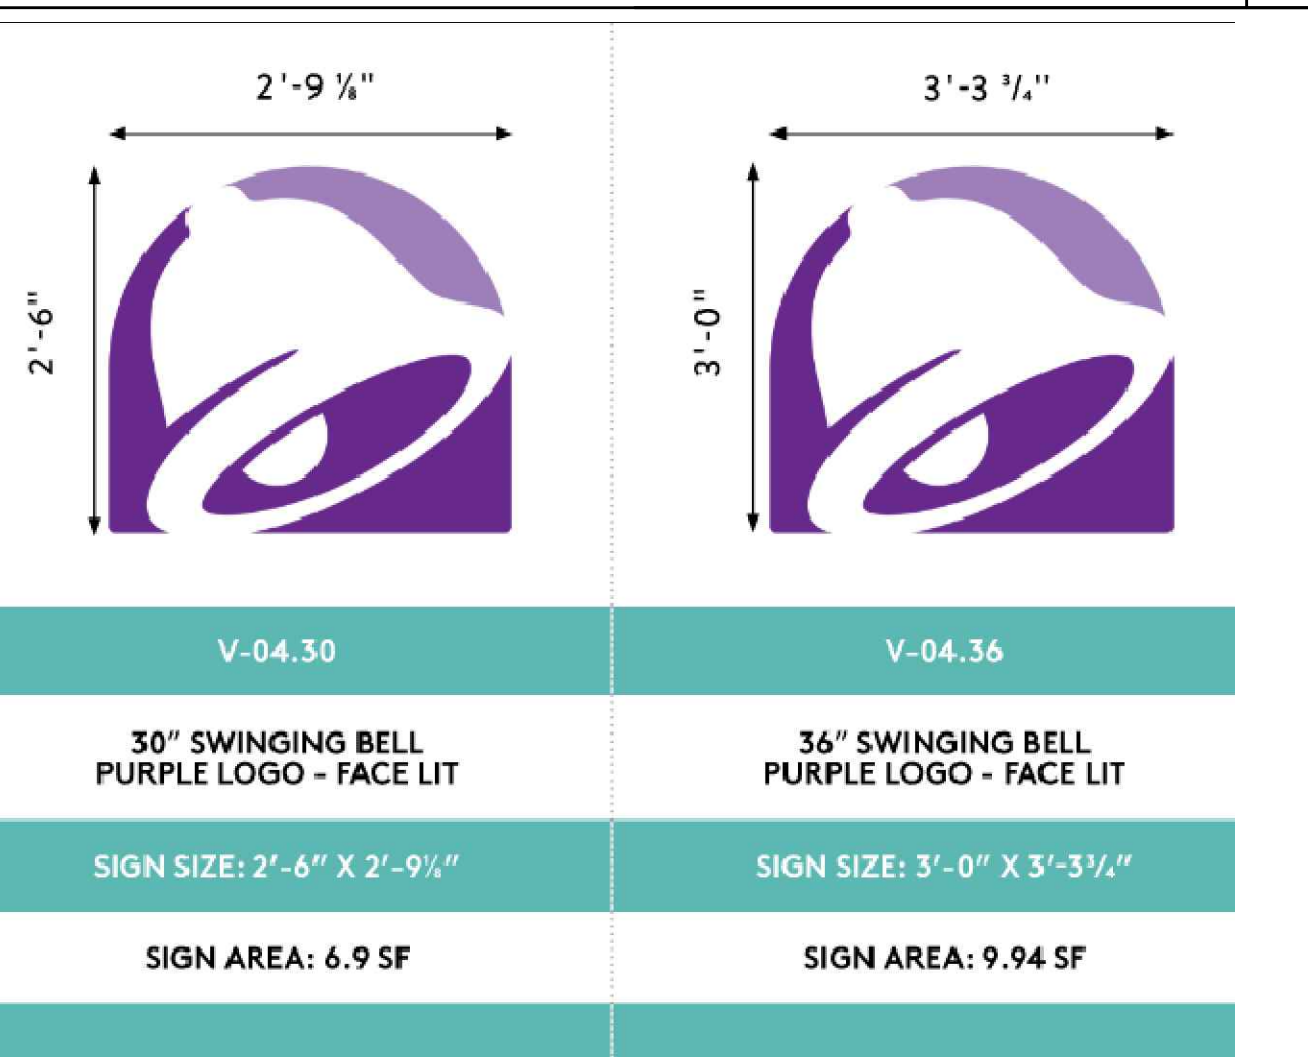 2'-9 ⅛"
2'-6"
V-04.30
30" SWINGING BELL
PURPLE LOGO - FACE LIT
SIGN SIZE: 2'-6" X 2'-9⅛"
SIGN AREA: 6.9 SF
3'-3 ¾"
3'-0"
V-04.36
36" SWINGING BELL
PURPLE LOGO - FACE LIT
SIGN SIZE: 3'-0" X 3'-3¾"
SIGN AREA: 9.94 SF